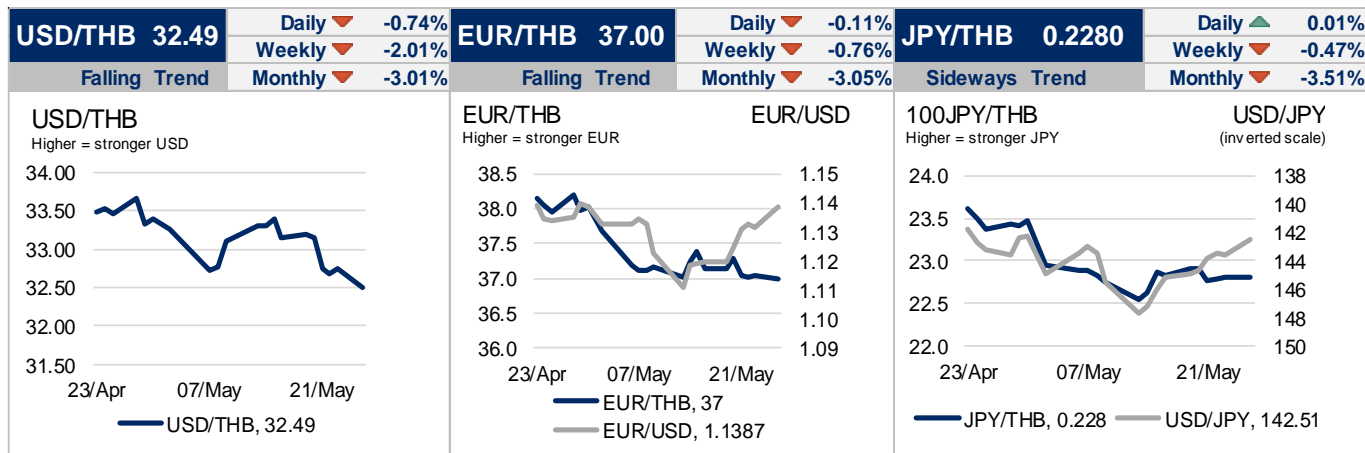 USD/THB 32.49
Daily -0.74%
Weekly -2.01%
Falling Trend
Monthly -3.01%
USD/THB
Higher = stronger USD
34.00
33.50
33.00
32.50
32.00
31.50
23/Apr 07/May 21/May
USD/THB, 32.49
EUR/THB 37.00
Daily -0.11%
Weekly -0.76%
Falling Trend
Monthly -3.05%
EUR/THB EUR/USD
Higher = stronger EUR
38.5 1.15
38.0 1.14
37.5 1.13
37.0 1.12
36.5 1.11
36.0 1.10
1.09
23/Apr 07/May 21/May
EUR/THB, 37
EUR/USD, 1.1387
JPY/THB 0.2280
Daily 0.01%
Weekly -0.47%
Sideways Trend
Monthly -3.51%
100JPY/THB USD/JPY
Higher = stronger JPY (inverted scale)
24.0 138
23.5 140
23.0 142
22.5 144
22.0 146
148
150
23/Apr 07/May 21/May
JPY/THB, 0.228
USD/JPY, 142.51